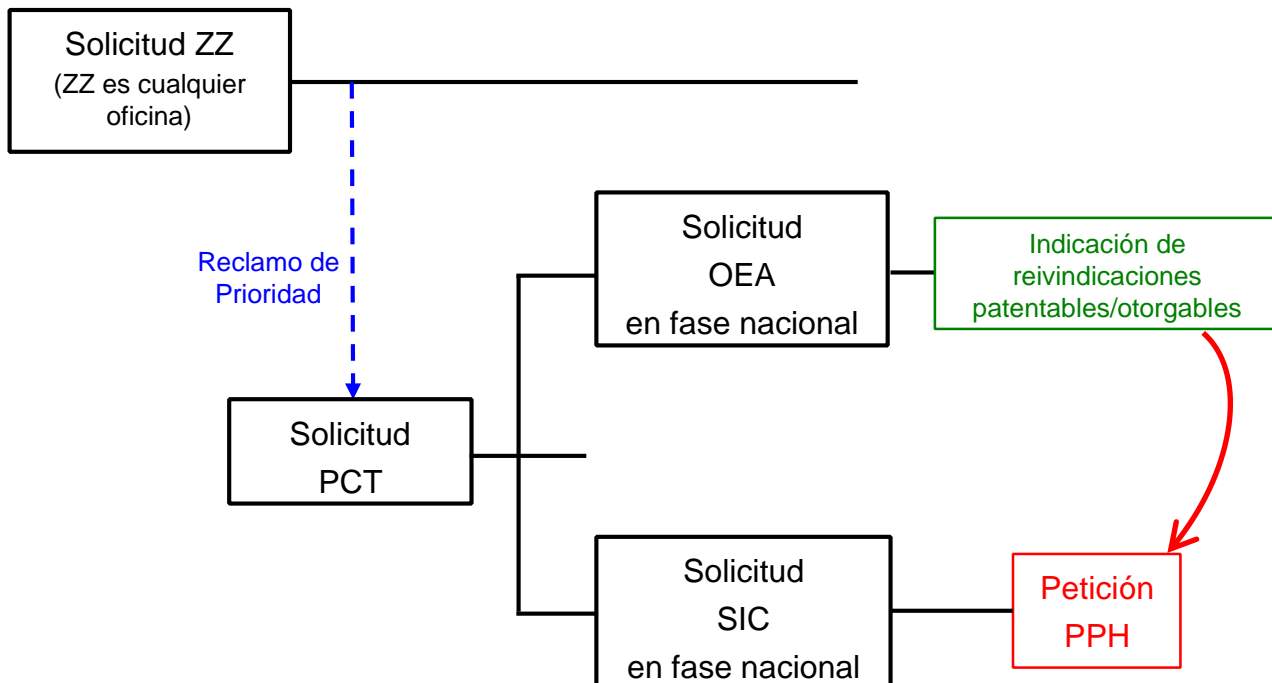 Solicitud ZZ
(ZZ es cualquier
oficina)
Solicitud
OEA
en fase nacional
Indicación de
reivindicaciones
patentables/otorgables
Reclamo de
Prioridad
Solicitud
PCT
Solicitud
SIC
en fase nacional
Petición
PPH